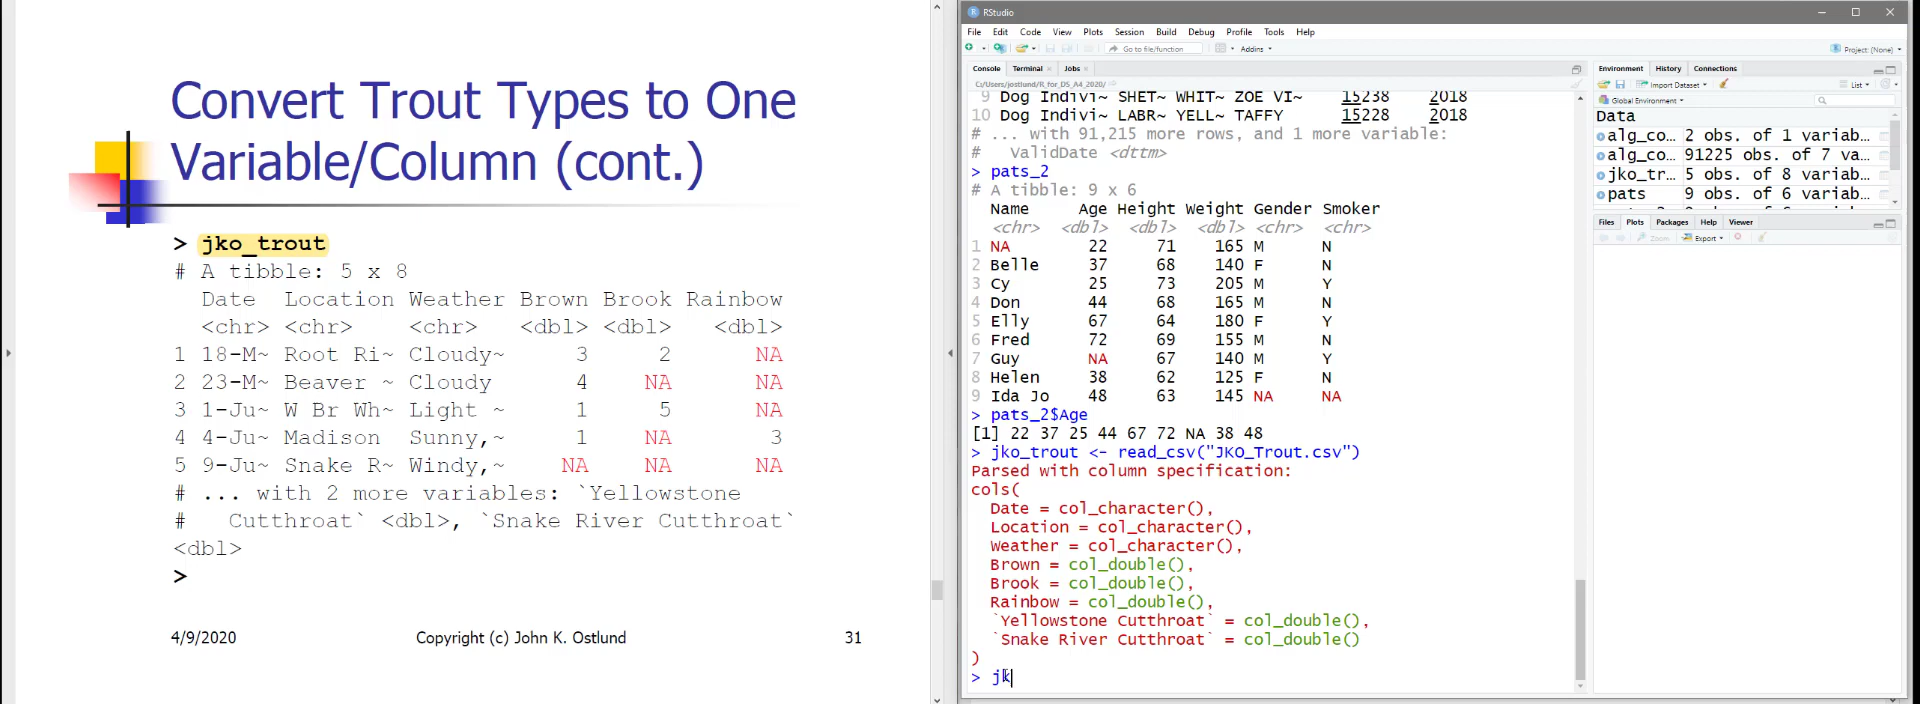 Convert Trout Types to One
Variable/Column (cont.)
> jko_trout
# A tibble: 5 x 8
Date Location Weather Brown Brook Rainbow
<chr> <chr> <chr> <dbl> <dbl> <dbl>
1 18-M~ Root Ri~ Cloudy~ 3 2 NA
2 23-M~ Beaver ~ Cloudy 4 NA NA
3 1-Ju~ W Br Wh~ Light ~ 1 5 NA
4 4-Ju~ Madison Sunny,~ 1 NA 3
5 9-Ju~ Snake R~ Windy,~ NA NA NA
# ... with 2 more variables: `Yellowstone
# Cutthroat` <dbl>, `Snake River Cutthroat`
<dbl>
>
4/9/2020 Copyright (c) John K. Ostlund 31
RStudio
File Edit Code View Plots Session Build Debug Profile Tools Help
Go to file/function Addins
Project: (None)
Console Terminal Jobs
C:/Users/jostlund/R_for_DS_A4_2020/
9 Dog Indivi~ SHET~ WHIT~ ZOE VI~ 15238 2018
10 Dog Indivi~ LABR~ YELL~ TAFFY 15228 2018
# ... with 91,215 more rows, and 1 more variable:
# ValidDate <dttm>
> pats_2
# A tibble: 9 x 6
Name Age Height Weight Gender Smoker
<chr> <dbl> <dbl> <dbl> <chr> <chr>
1 NA 22 71 165 M N
2 Belle 37 68 140 F N
3 Cy 25 73 205 M Y
4 Don 44 68 165 M N
5 Elly 67 64 180 F Y
6 Fred 72 69 155 M N
7 Guy NA 67 140 M Y
8 Helen 38 62 125 F N
9 Ida Jo 48 63 145 NA NA
> pats_2$Age
[1] 22 37 25 44 67 72 NA 38 48
> jko_trout <- read_csv("JKO_Trout.csv")
Parsed with column specification:
cols(
Date = col_character(),
Location = col_character(),
Weather = col_character(),
Brown = col_double(),
Brook = col_double(),
Rainbow = col_double(),
`Yellowstone Cutthroat` = col_double(),
`Snake River Cutthroat` = col_double()
)
> jk
Environment History Connections
Import Dataset List
Global Environment
Data
alg_co... 2 obs. of 1 variab...
alg_co... 91225 obs. of 7 va...
jko_tr... 5 obs. of 8 variab...
pats 9 obs. of 6 variab...
Files Plots Packages Help Viewer
Zoom Export